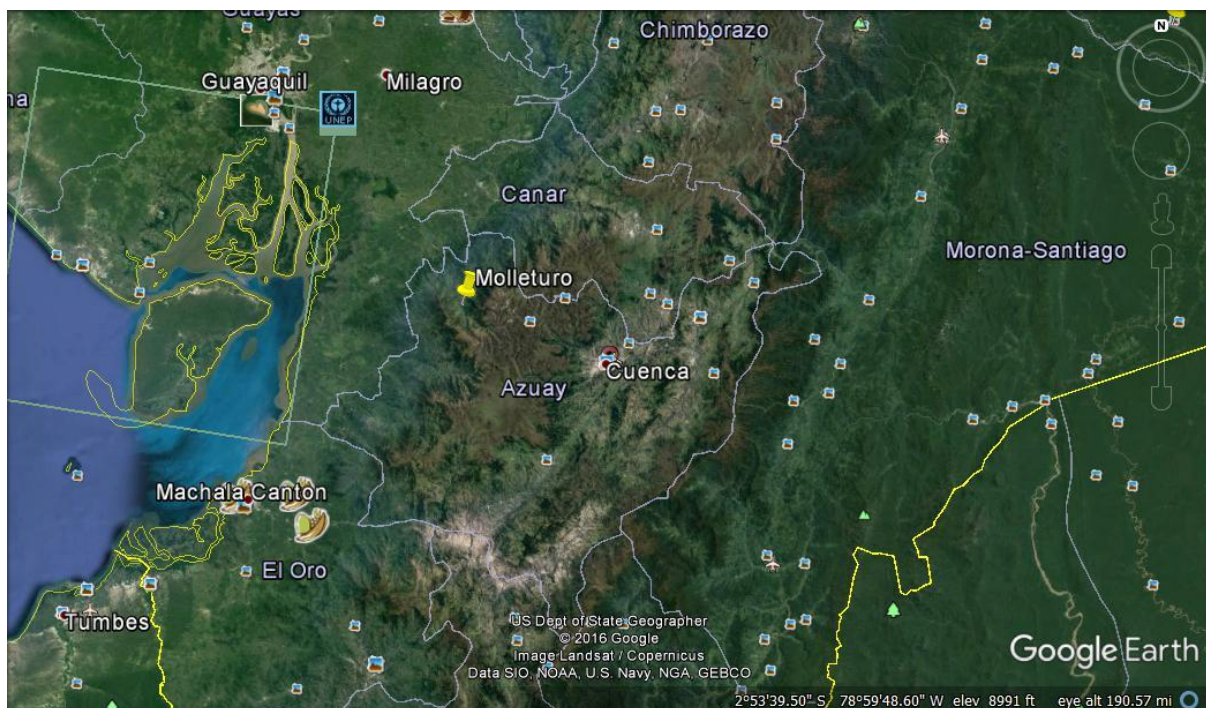 Guayas
Chimborazo
Guayaquil
Milagro
na
UNEP
Canar
Morona-Santiago
Molleturo
Cuenca
Azuay
Machala Canton
El Oro
Tumbes
US Dept of State Geographer
© 2016 Google
Image Landsat / Copernicus
Data SIO, NOAA, U.S. Navy, NGA, GEBCO
Google Earth
N
2°53'39.50" S 78°59'48.60" W elev 8991 ft eye alt 190.57 mi